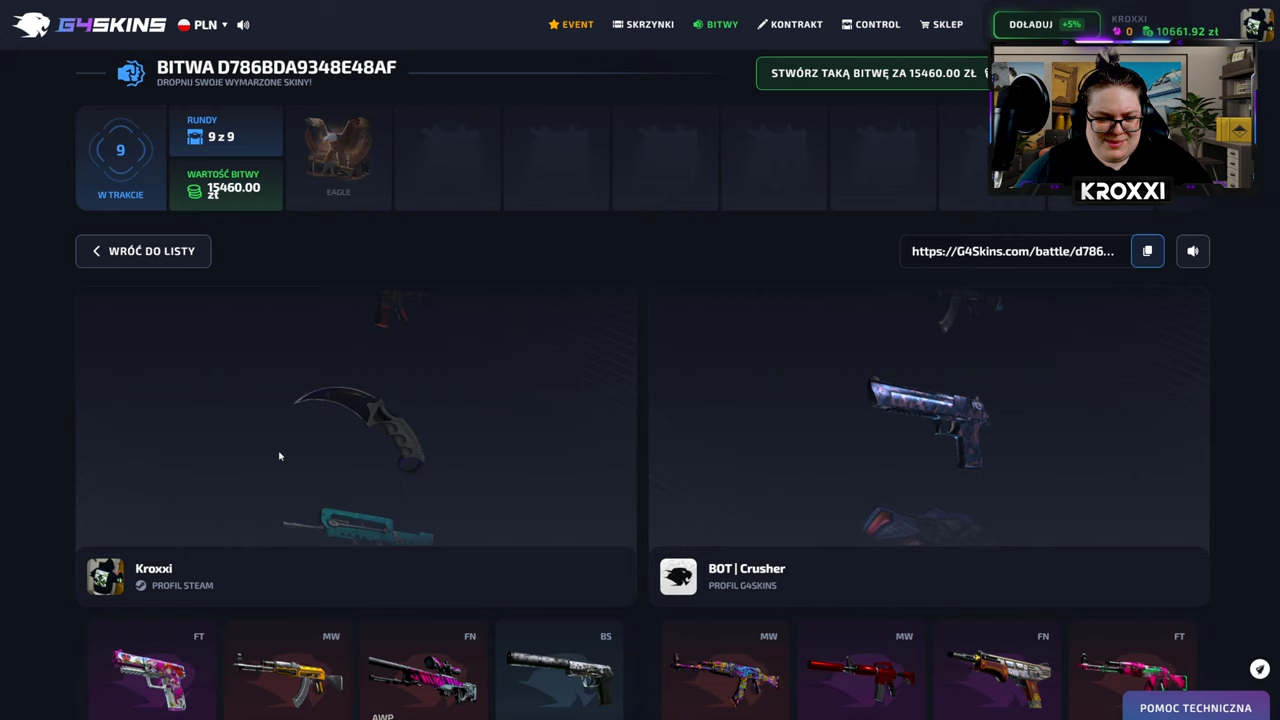 G4SKINS
PLN
EVENT
SKRZYNKI
BITWY
KONTRAKT
CONTROL
SKLEP
DOŁADUJ +5%
KROXXI
0 10661.92 zł
BITWA D786BDA9348E48AF
DROPNIJ SWOJE WYMARZONE SKINY!
STWÓRZ TAKĄ BITWĘ ZA 15460.00 ZŁ
9
W TRAKCIE
RUNDY
9 z 9
WARTOŚĆ BITWY
15460.00
zł
EAGLE
KROXXI
WRÓĆ DO LISTY
https://G4Skins.com/battle/d786...
Kroxxi
PROFIL STEAM
BOT | Crusher
PROFIL G4SKINS
FT
MW
FN
BS
MW
MW
FN
FT
AWP
POMOC TECHNICZNA